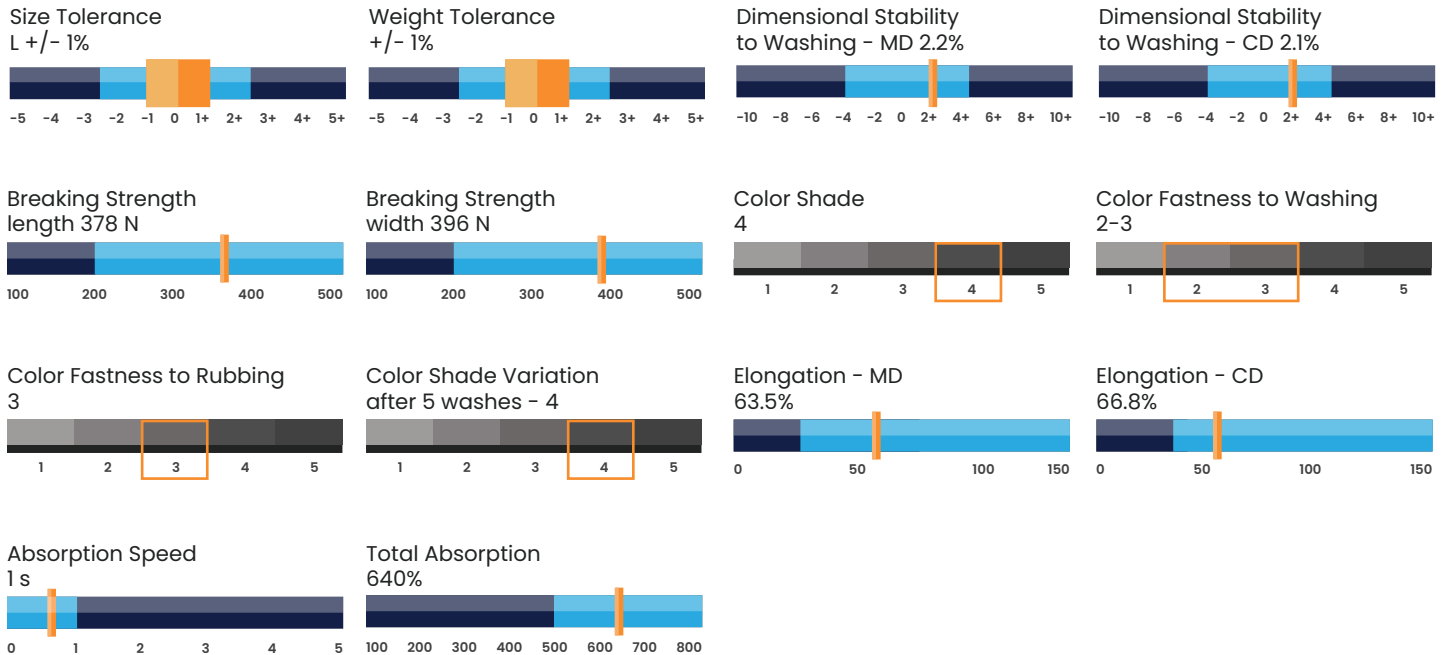 Size Tolerance
L +/- 1%
-5 -4 -3 -2 -1 0 1+ 2+ 3+ 4+ 5+
Weight Tolerance
+/- 1%
-5 -4 -3 -2 -1 0 1+ 2+ 3+ 4+ 5+
Dimensional Stability
to Washing - MD 2.2%
-10 -8 -6 -4 -2 0 2+ 4+ 6+ 8+ 10+
Dimensional Stability
to Washing - CD 2.1%
-10 -8 -6 -4 -2 0 2+ 4+ 6+ 8+ 10+
Breaking Strength
length 378 N
100 200 300 400 500
Breaking Strength
width 396 N
100 200 300 400 500
Color Shade
4
1 2 3 4 5
Color Fastness to Washing
2-3
1 2 3 4 5
Color Fastness to Rubbing
3
1 2 3 4 5
Color Shade Variation
after 5 washes - 4
1 2 3 4 5
Elongation - MD
63.5%
0 50 100 150
Elongation - CD
66.8%
0 50 100 150
Absorption Speed
1 s
0 1 2 3 4 5
Total Absorption
640%
100 200 300 400 500 600 700 800